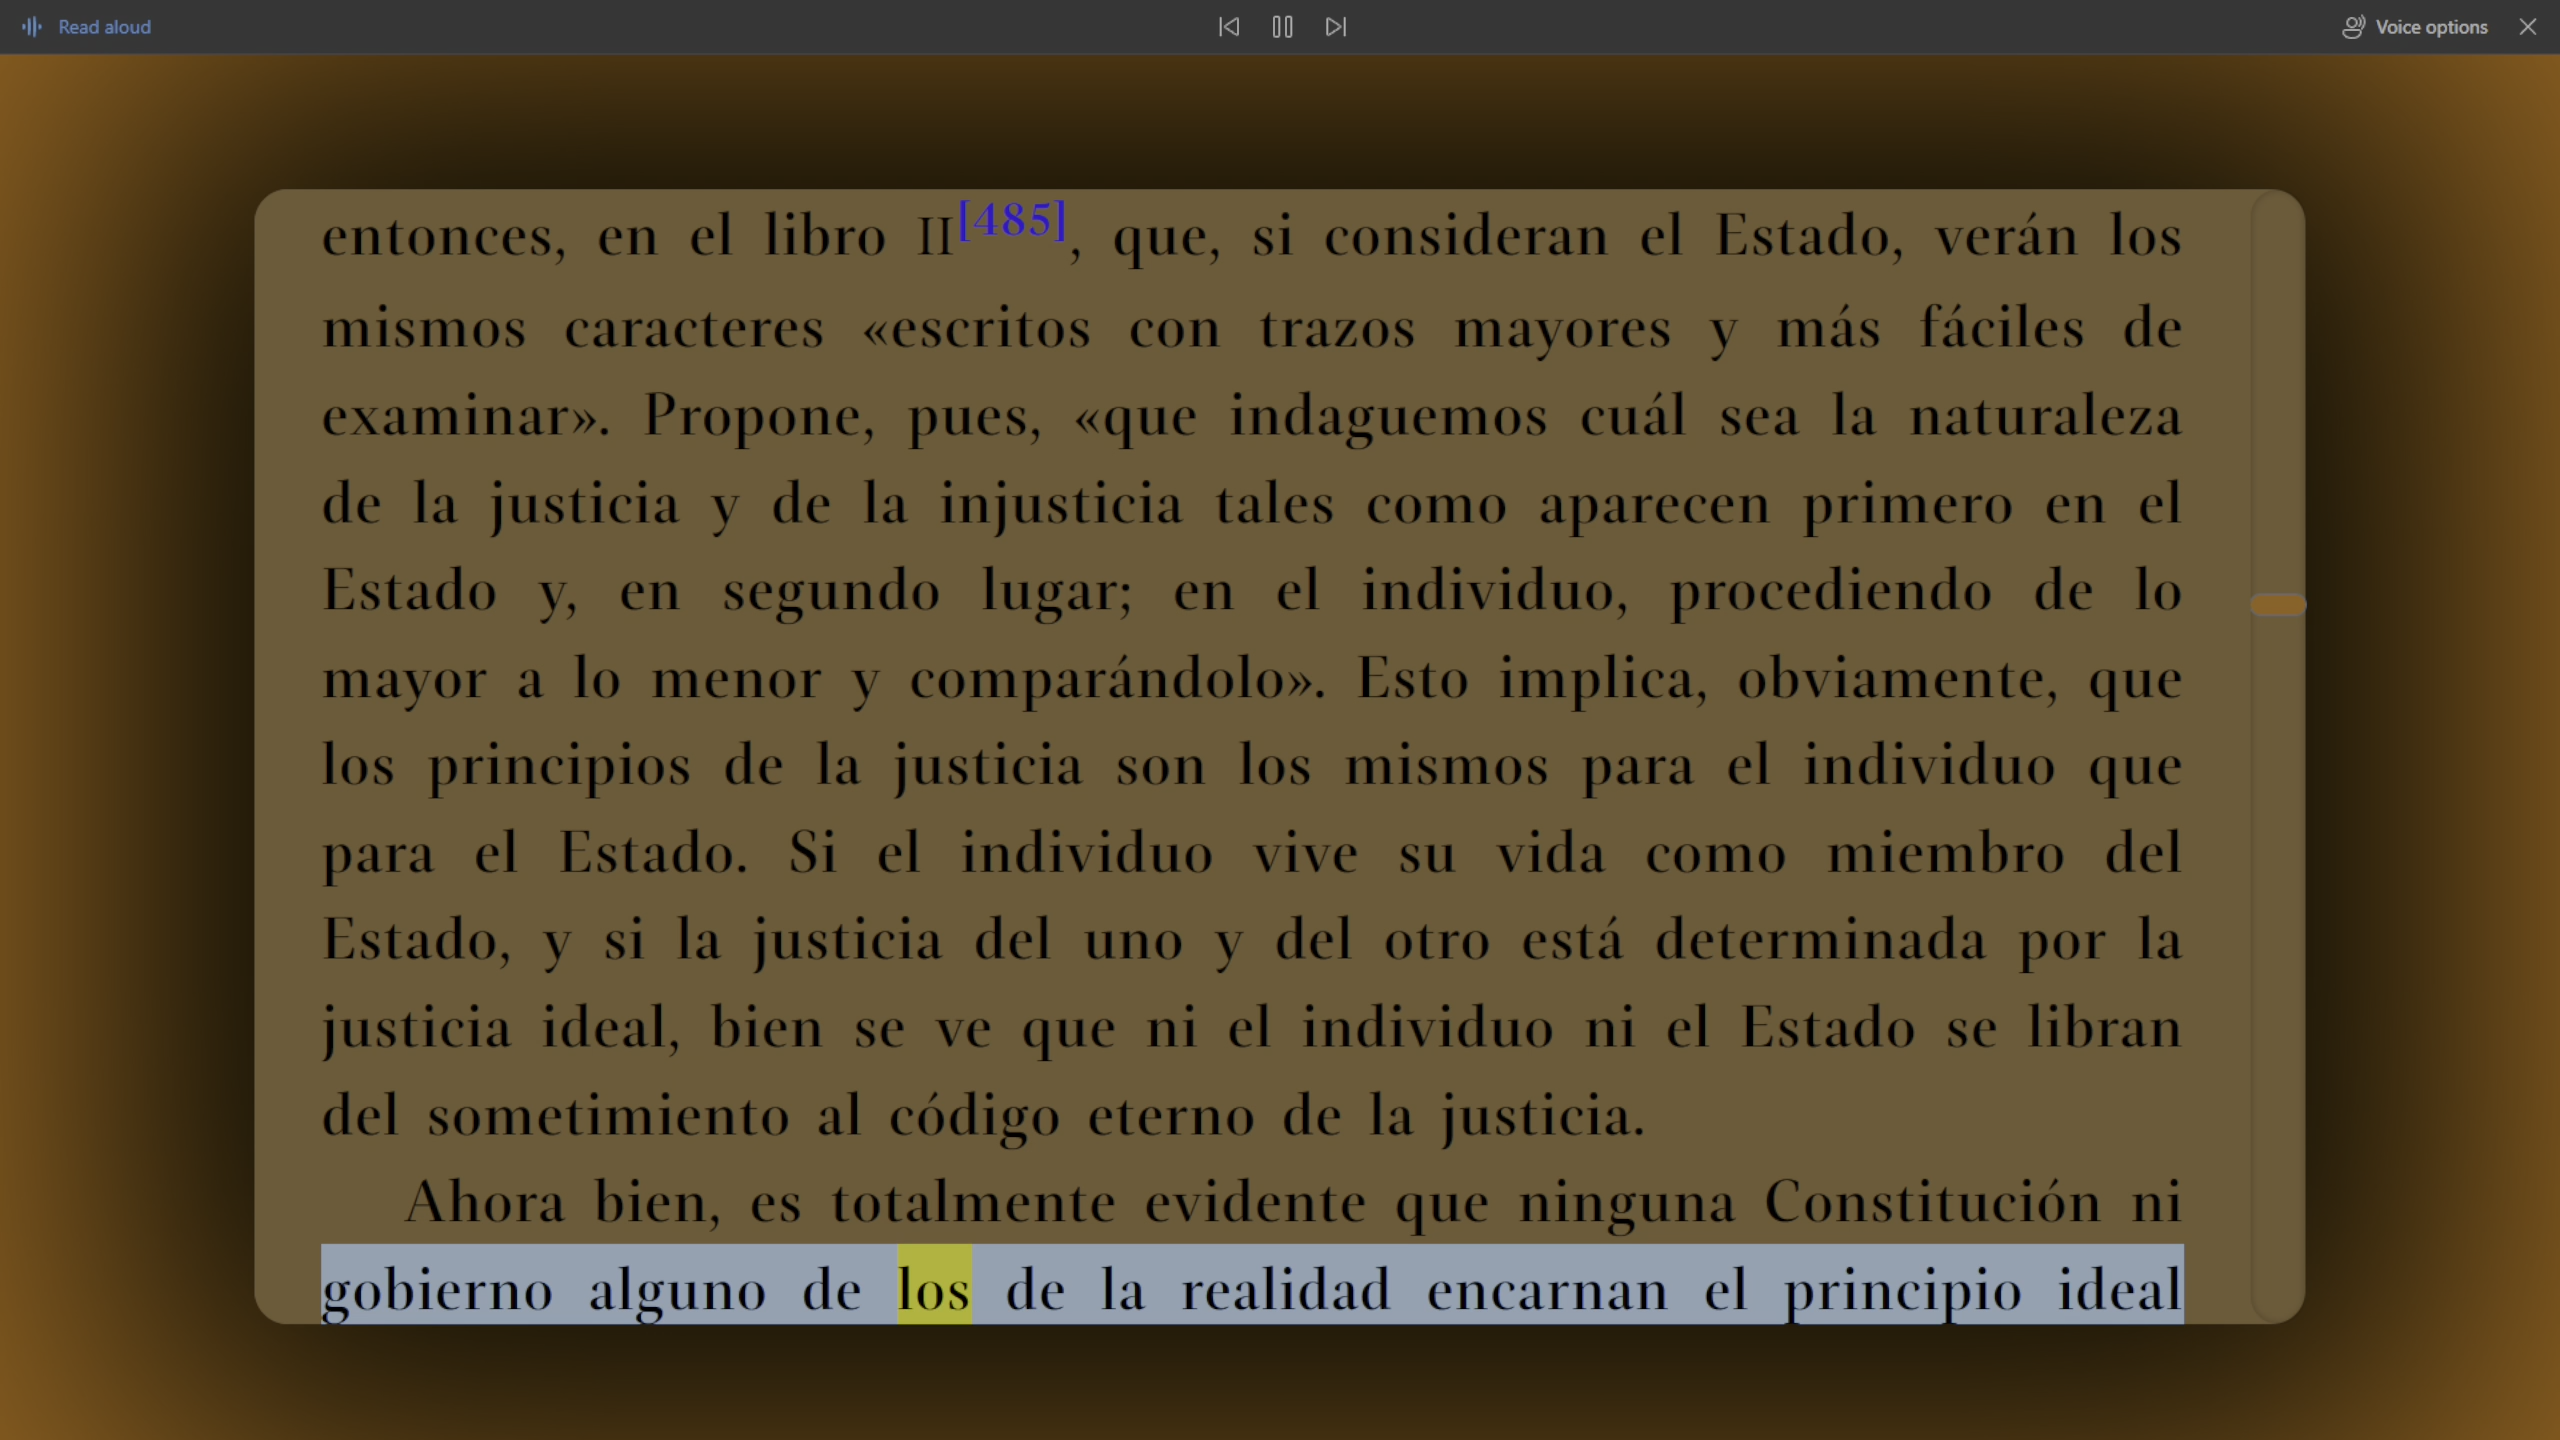 Read aloud
Voice options
entonces, en el libro II[485], que, si consideran el Estado, verán los
mismos caracteres «escritos con trazos mayores y más fáciles de
examinar». Propone, pues, «que indaguemos cuál sea la naturaleza
de la justicia y de la injusticia tales como aparecen primero en el
Estado y, en segundo lugar; en el individuo, procediendo de lo
mayor a lo menor y comparándolo». Esto implica, obviamente, que
los principios de la justicia son los mismos para el individuo que
para el Estado. Si el individuo vive su vida como miembro del
Estado, y si la justicia del uno y del otro está determinada por la
justicia ideal, bien se ve que ni el individuo ni el Estado se libran
del sometimiento al código eterno de la justicia.
Ahora bien, es totalmente evidente que ninguna Constitución ni
gobierno alguno de los de la realidad encarnan el principio ideal